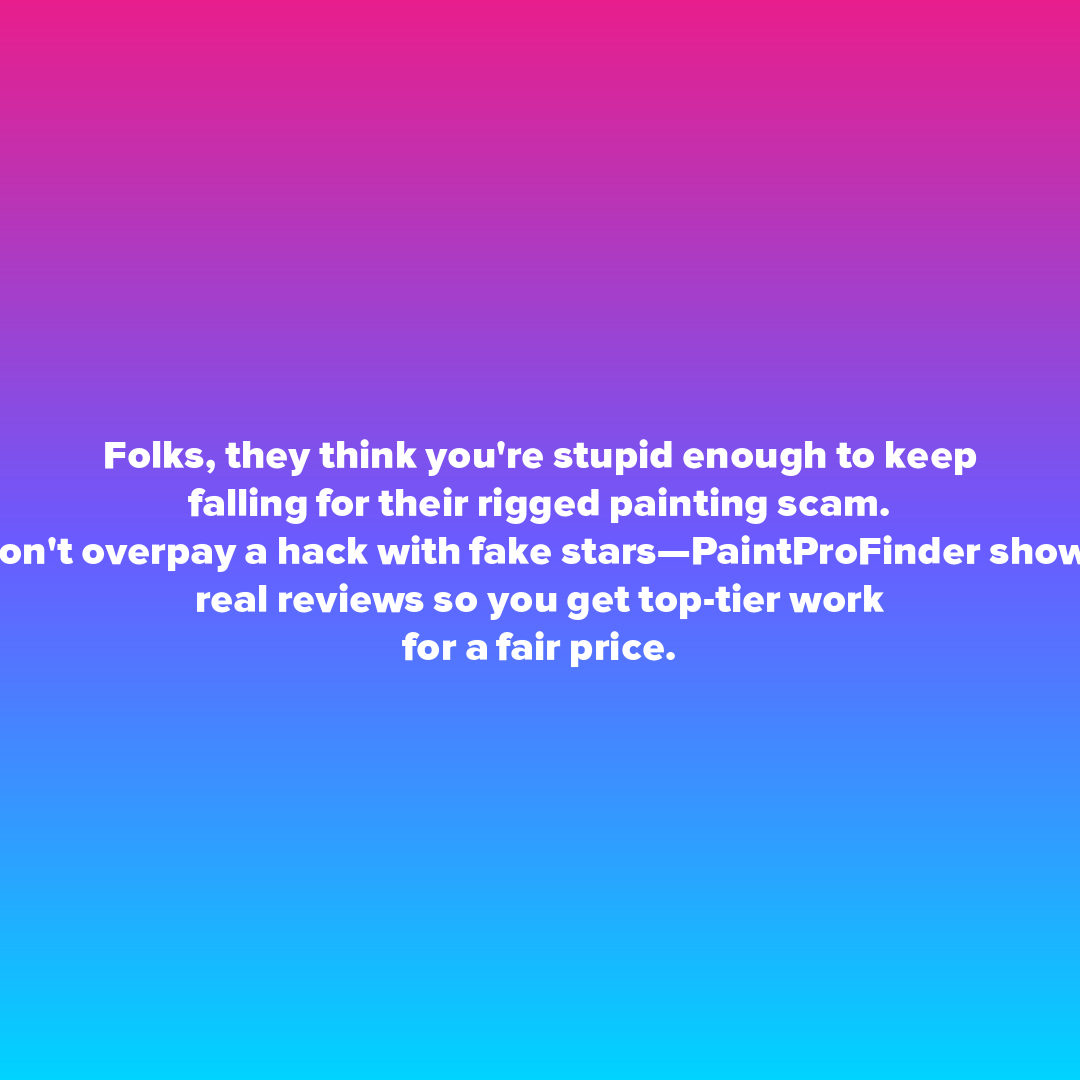 Folks, they think you're stupid enough to keep
falling for their rigged painting scam.
on't overpay a hack with fake stars—PaintProFinder show
real reviews so you get top-tier work
for a fair price.